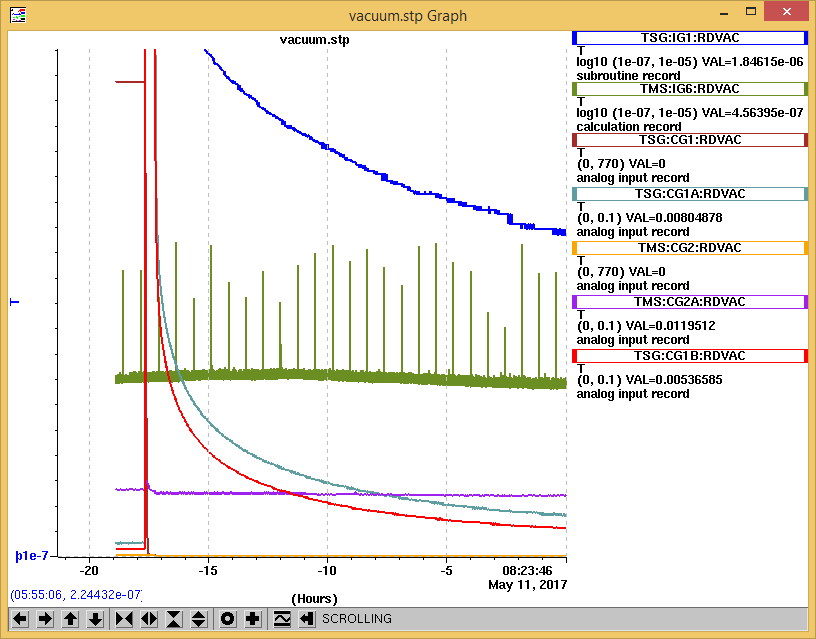 vacuum.stp Graph
vacuum.stp
TSG:IG1:RDVAC
T
log10 (1e-07, 1e-05) VAL=1.84615e-06
subroutine record
TMS:IG6:RDVAC
T
log10 (1e-07, 1e-05) VAL=4.56395e-07
calculation record
TSG:CG1:RDVAC
T
(0, 770) VAL=0
analog input record
TSG:CG1A:RDVAC
T
(0, 0.1) VAL=0.00804878
analog input record
TMS:CG2:RDVAC
T
(0, 770) VAL=0
analog input record
TMS:CG2A:RDVAC
T
(0, 0.1) VAL=0.0119512
analog input record
TSG:CG1B:RDVAC
T
(0, 0.1) VAL=0.00536585
analog input record
T
1e-7
-20 -15 -10 -5 08:23:46
May 11, 2017
(Hours)
(05:55:06, 2.24432e-07)
SCROLLING